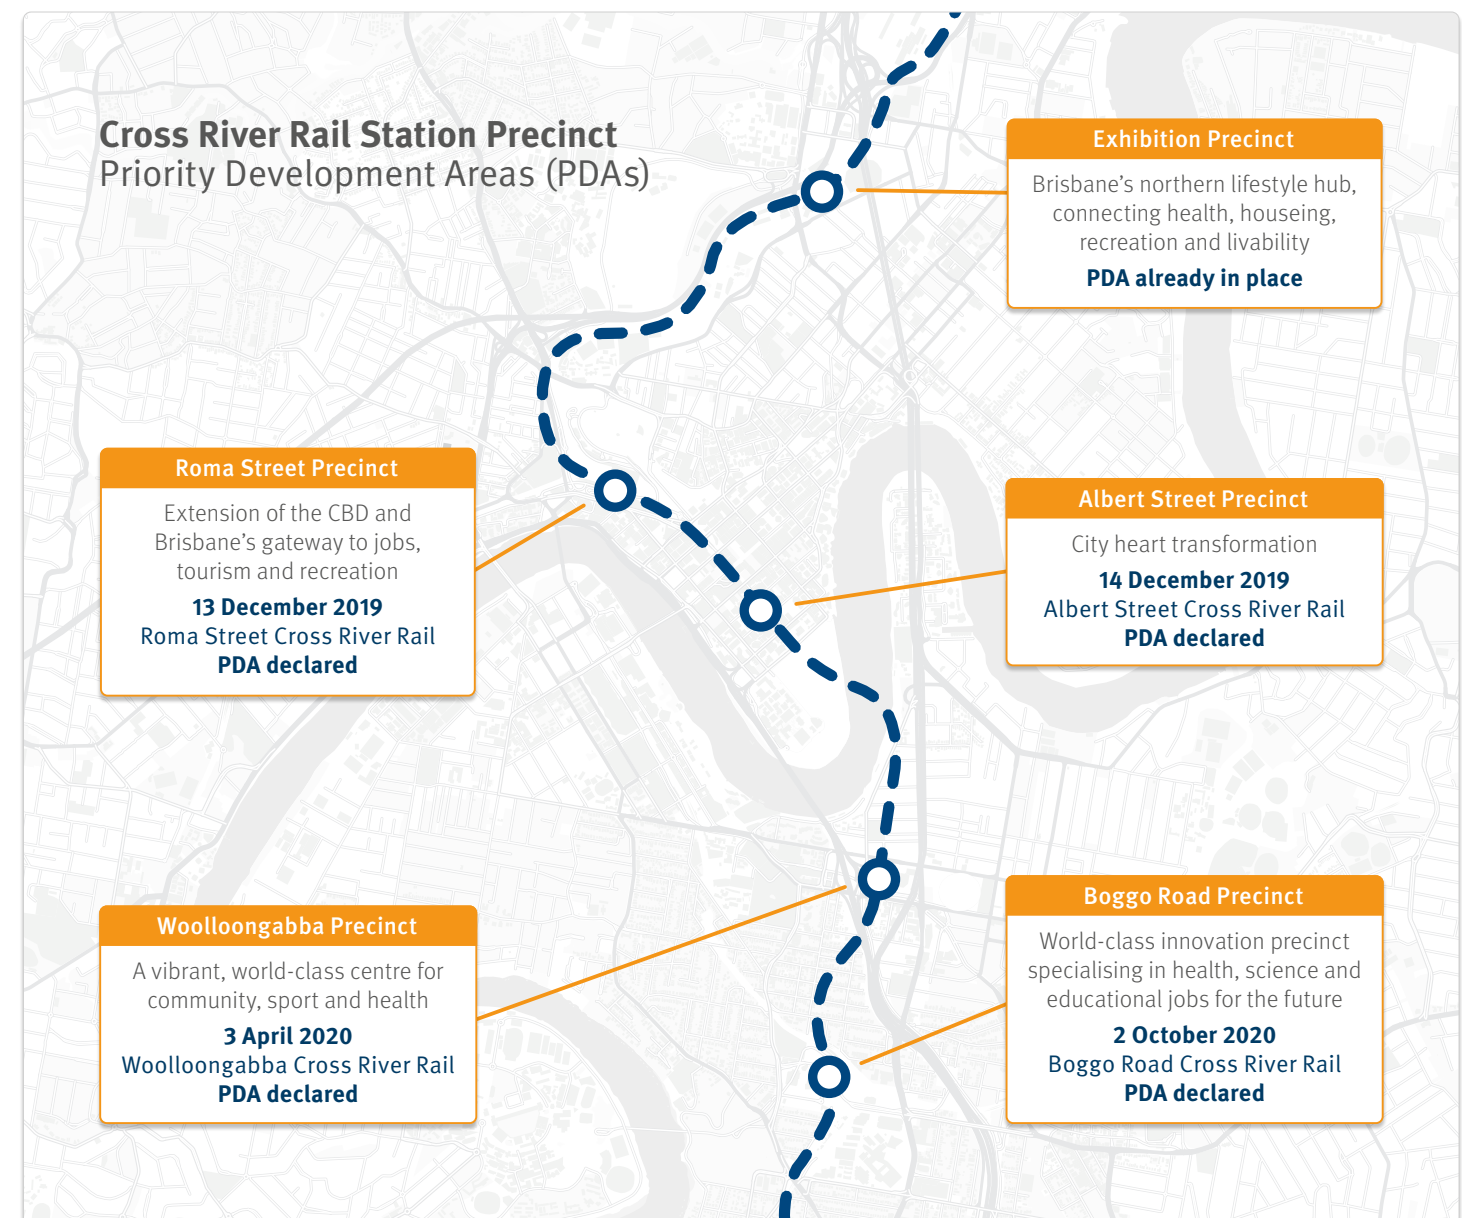 Cross River Rail Station Precinct
Priority Development Areas (PDAs)
Exhibition Precinct
Brisbane’s northern lifestyle hub,
connecting health, houseing,
recreation and livability
PDA already in place
Roma Street Precinct
Extension of the CBD and
Brisbane’s gateway to jobs,
tourism and recreation
13 December 2019
Roma Street Cross River Rail
PDA declared
Albert Street Precinct
City heart transformation
14 December 2019
Albert Street Cross River Rail
PDA declared
Woolloongabba Precinct
A vibrant, world-class centre for
community, sport and health
3 April 2020
Woolloongabba Cross River Rail
PDA declared
Boggo Road Precinct
World-class innovation precinct
specialising in health, science and
educational jobs for the future
2 October 2020
Boggo Road Cross River Rail
PDA declared